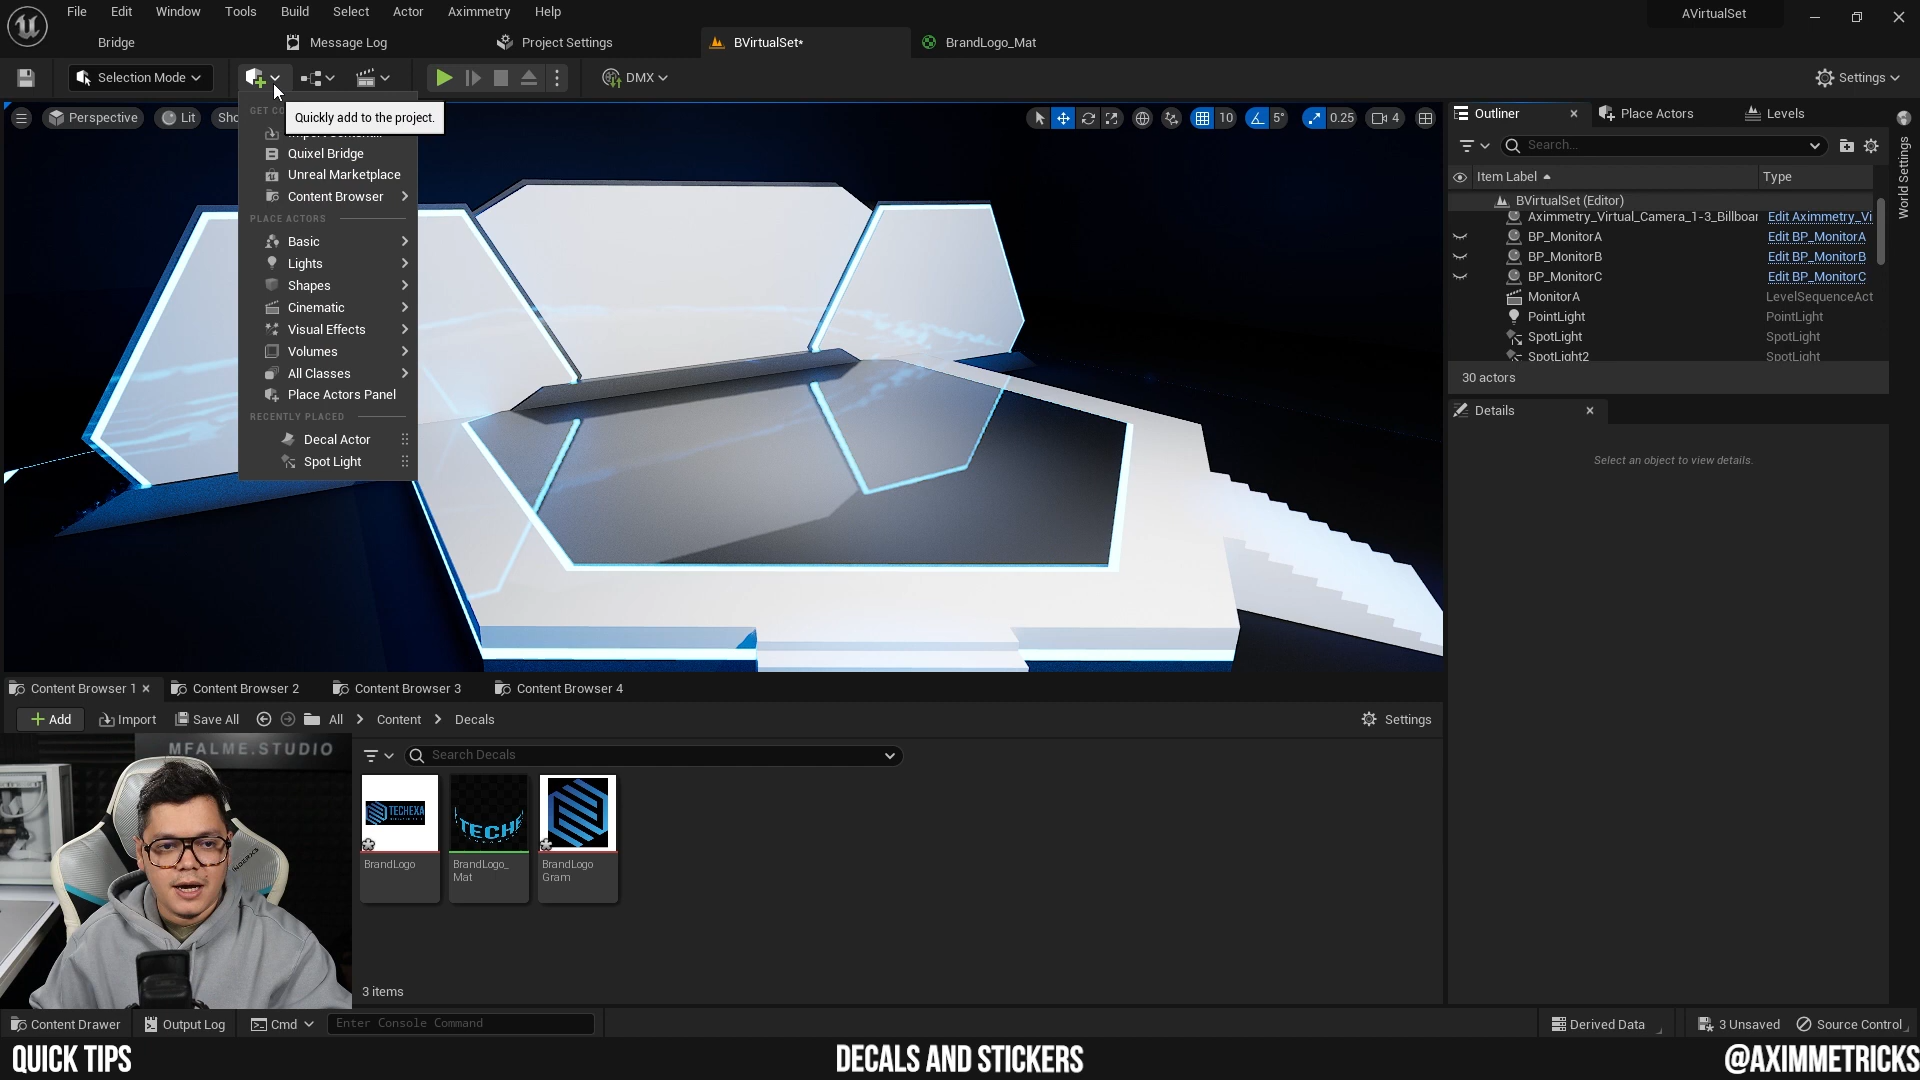 File Edit Window Tools Build Select Actor Aximmetry Help
AVirtualSet
Bridge Message Log Project Settings BVirtualSet* BrandLogo_Mat
Selection Mode DMX Settings
Quickly add to the project.
Perspective Lit Sho
10 5° 0.25 4
GET CO
Quixel Bridge
Unreal Marketplace
Content Browser
PLACE ACTORS
Basic
Lights
Shapes
Cinematic
Visual Effects
Volumes
All Classes
Place Actors Panel
RECENTLY PLACED
Decal Actor
Spot Light
Outliner Place Actors Levels
World Settings
Search...
Item Label Type
BVirtualSet (Editor)
Aximmetry_Virtual_Camera_1-3_Billboar Edit Aximmetry_Vi
BP_MonitorA Edit BP_MonitorA
BP_MonitorB Edit BP_MonitorB
BP_MonitorC Edit BP_MonitorC
MonitorA LevelSequenceAct
PointLight PointLight
SpotLight SpotLight
SpotLight2 SpotLight
30 actors
Details
Select an object to view details.
Content Browser 1 Content Browser 2 Content Browser 3 Content Browser 4
Add Import Save All All Content Decals Settings
MFALME.STUDIO
Search Decals
TECHEXA
TECHE
BrandLogo
BrandLogo_
Mat
BrandLogo
Gram
3 items
Content Drawer Output Log Cmd Enter Console Command Derived Data 3 Unsaved Source Control
QUICK TIPS DECALS AND STICKERS @AXIMMETRICKS